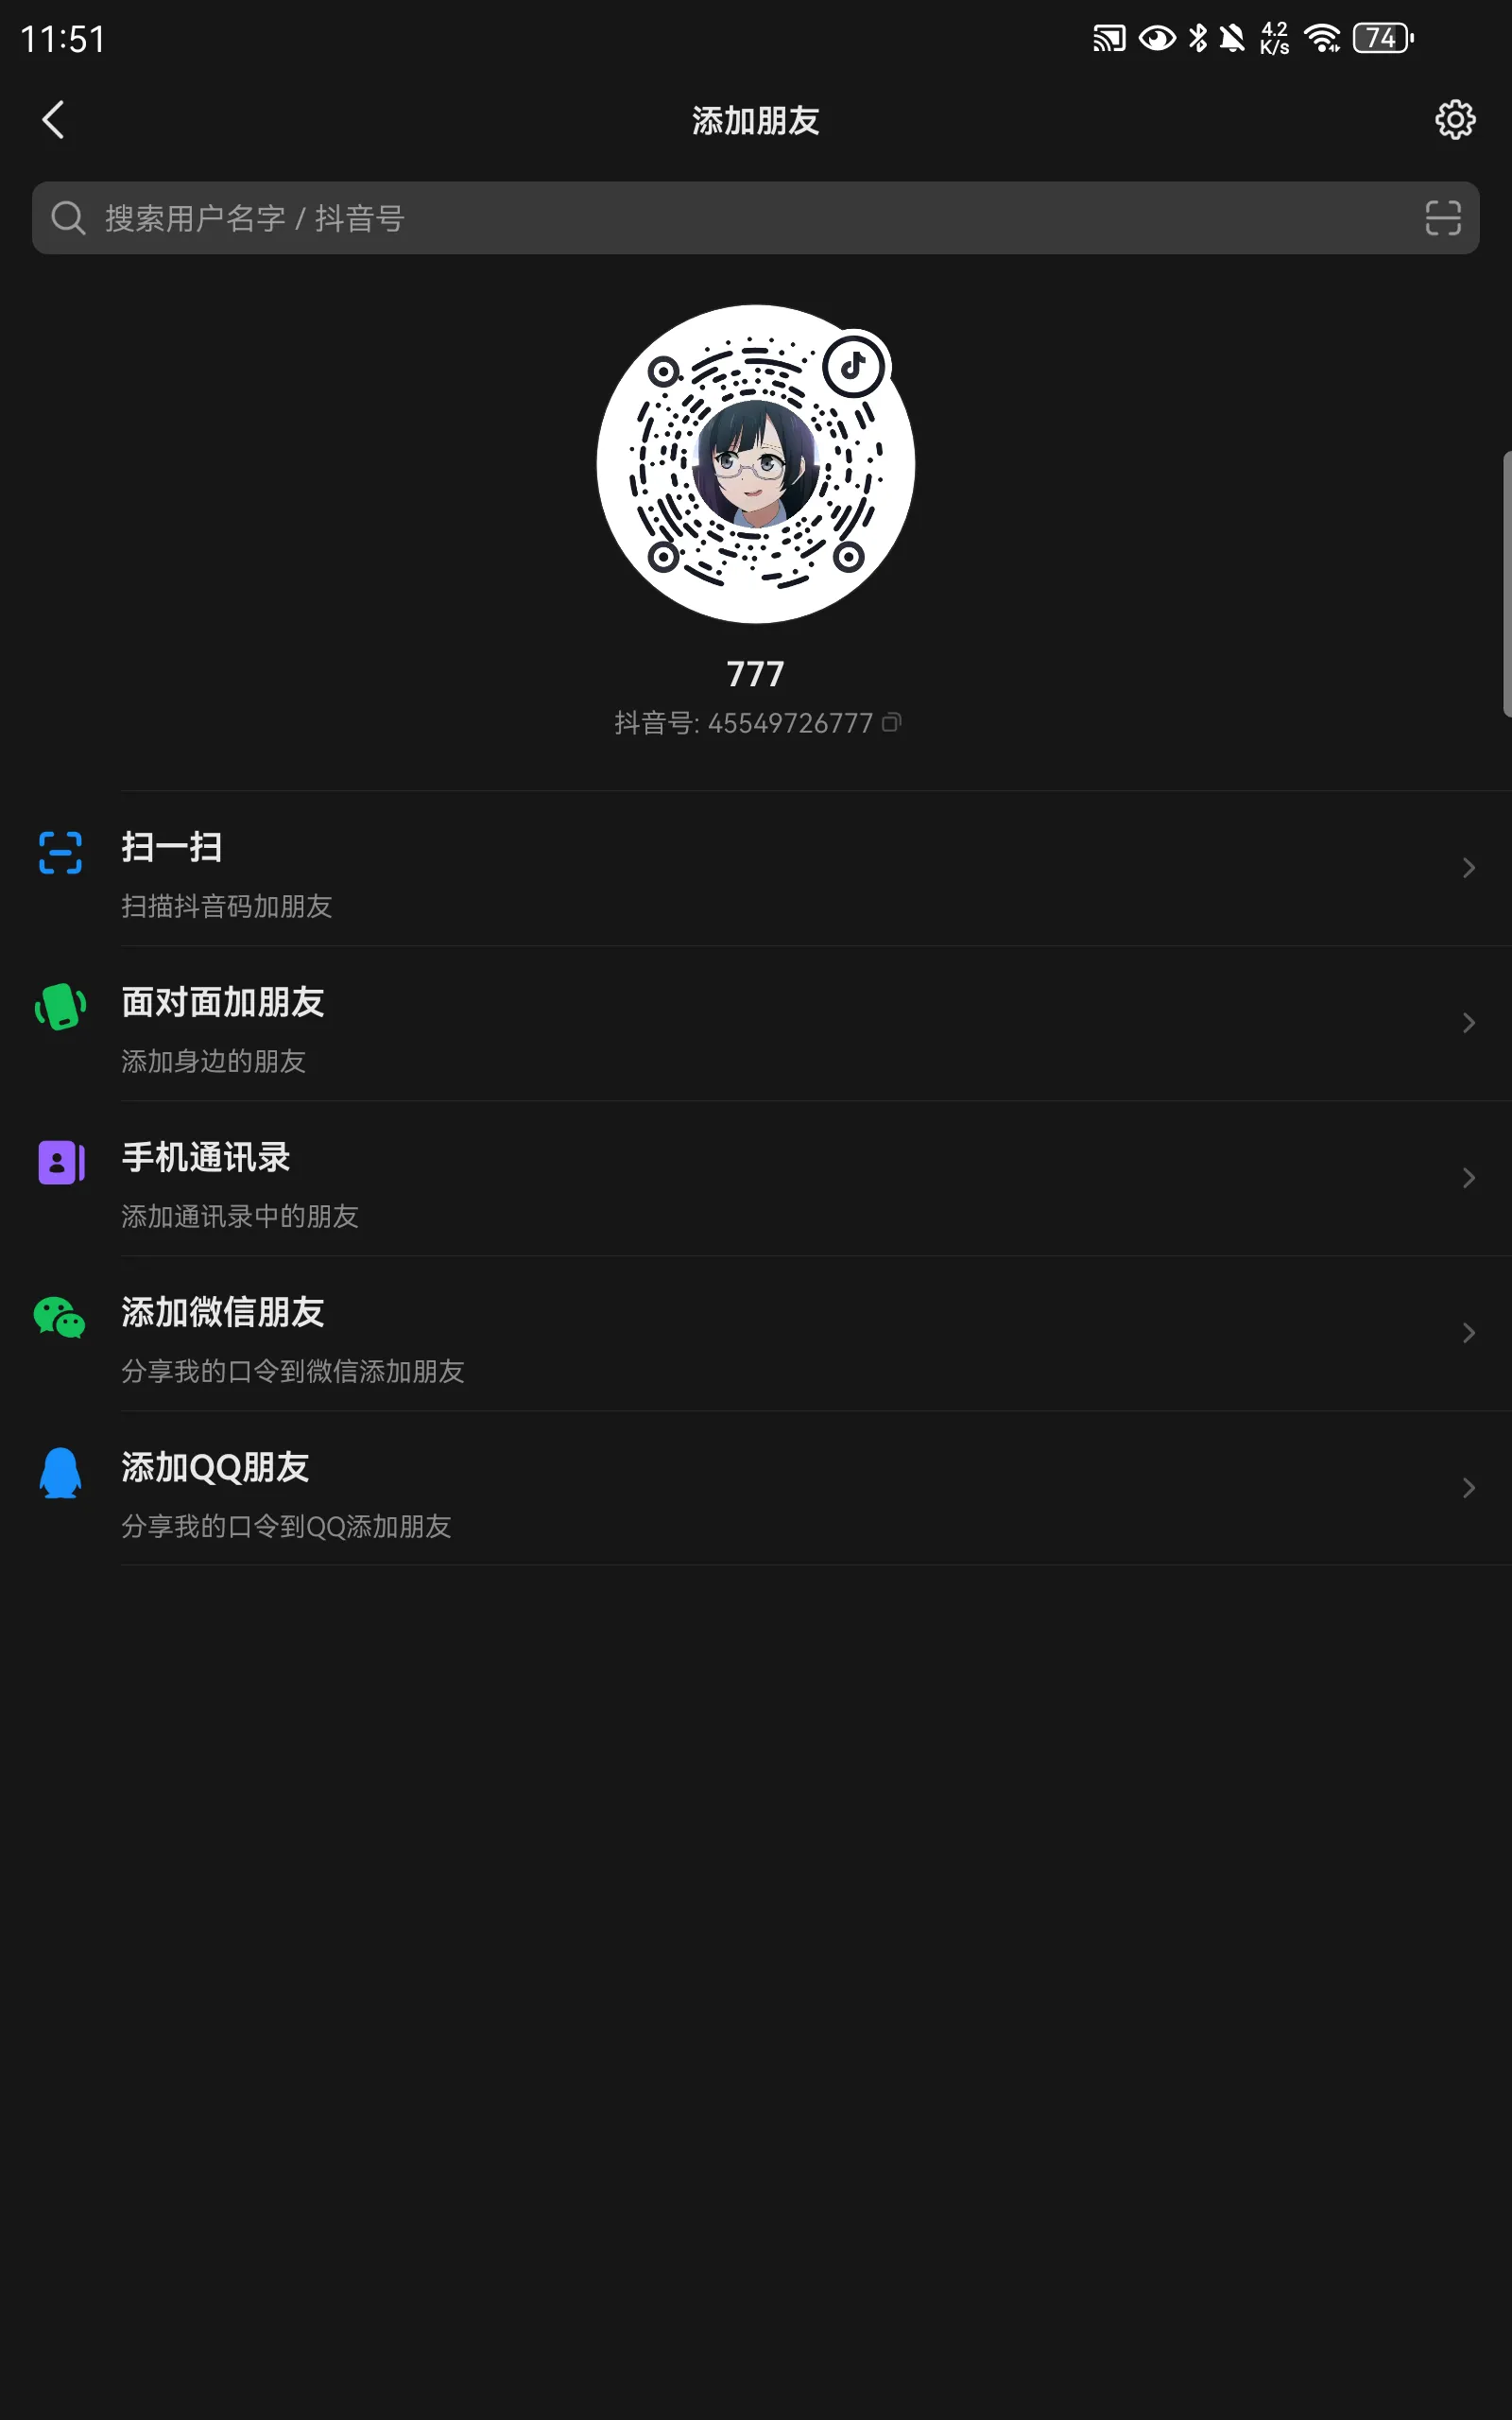 11:51
4.2
K/s
74
添加朋友
搜索用户名字 / 抖音号
777
抖音号: 45549726777
扫一扫
扫描抖音码加朋友
面对面加朋友
添加身边的朋友
手机通讯录
添加通讯录中的朋友
添加微信朋友
分享我的口令到微信添加朋友
添加QQ朋友
分享我的口令到QQ添加朋友